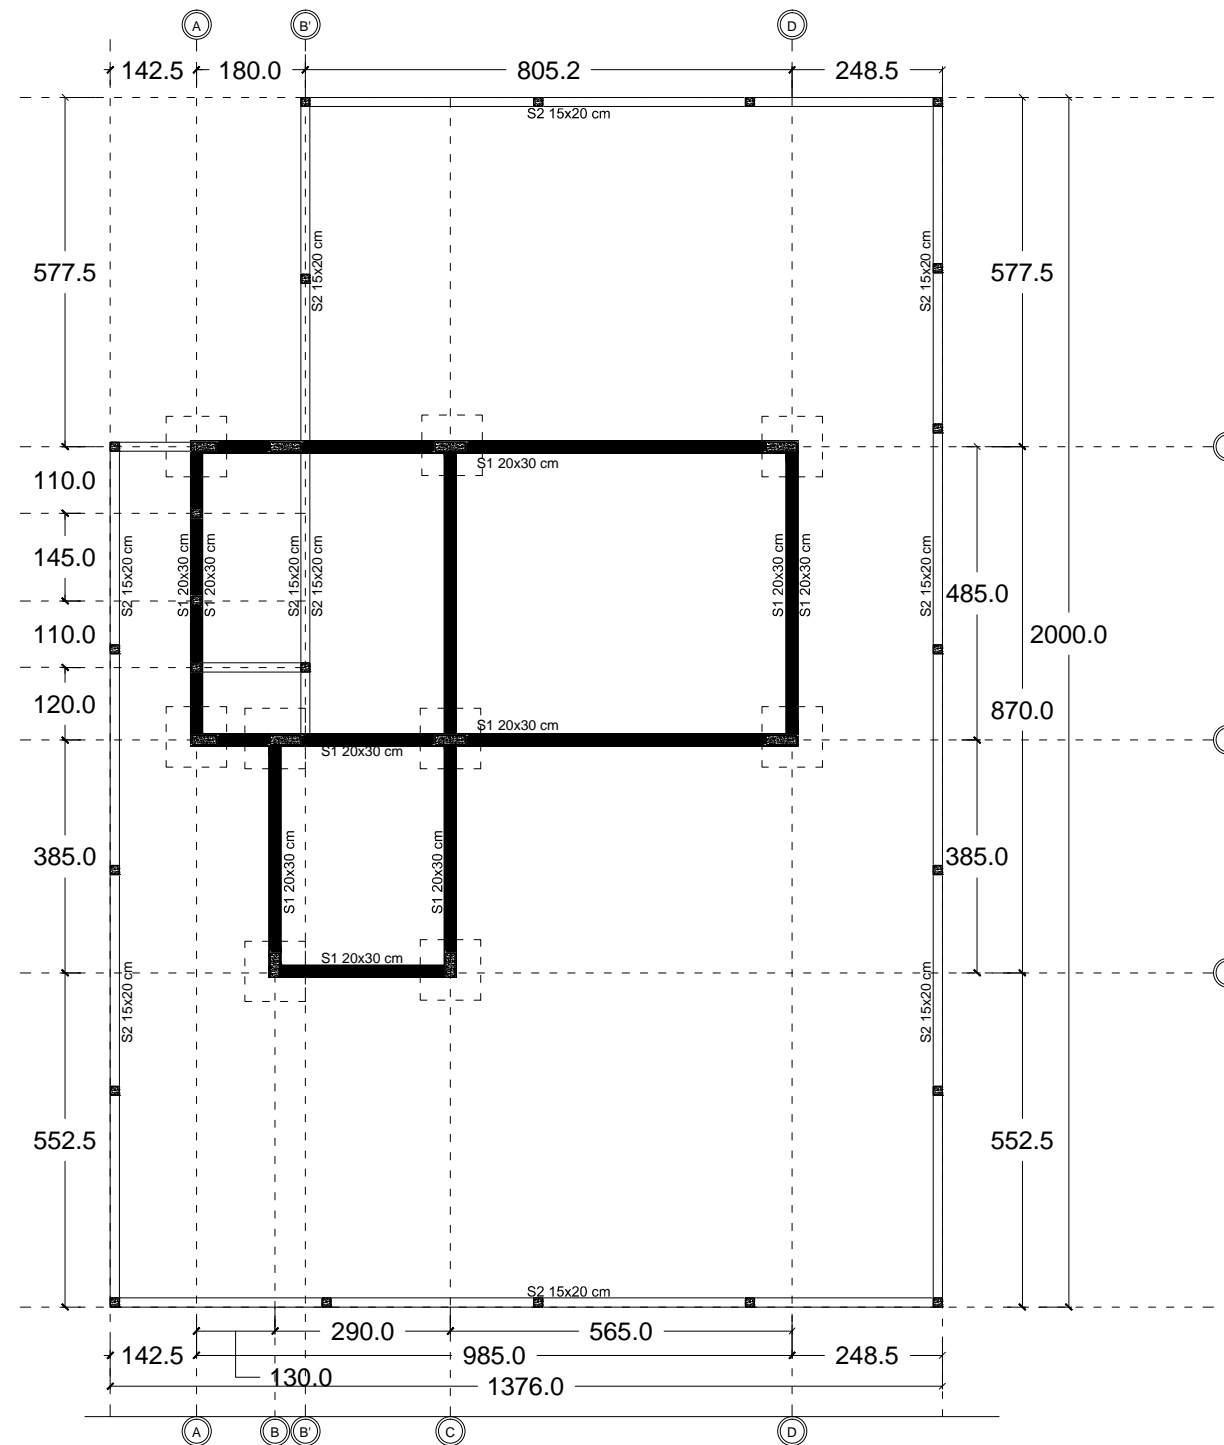 A B' D
142.5 180.0 805.2 248.5
S2 15x20 cm
577.5 S2 15x20 cm S2 15x20 cm 577.5
110.0
S1 20x30 cm
145.0
S2 15x20 cm S1 20x30 cm S1 20x30 cm S2 15x20 cm S2 15x20 cm S1 20x30 cm S1 20x30 cm S2 15x20 cm
485.0
110.0 2000.0
120.0 870.0
S1 20x30 cm
S1 20x30 cm
385.0 S1 20x30 cm S1 20x30 cm 385.0
S1 20x30 cm
S2 15x20 cm S2 15x20 cm
552.5 552.5
S2 15x20 cm
290.0 565.0
142.5 985.0 248.5
130.0
1376.0
A B B' C D